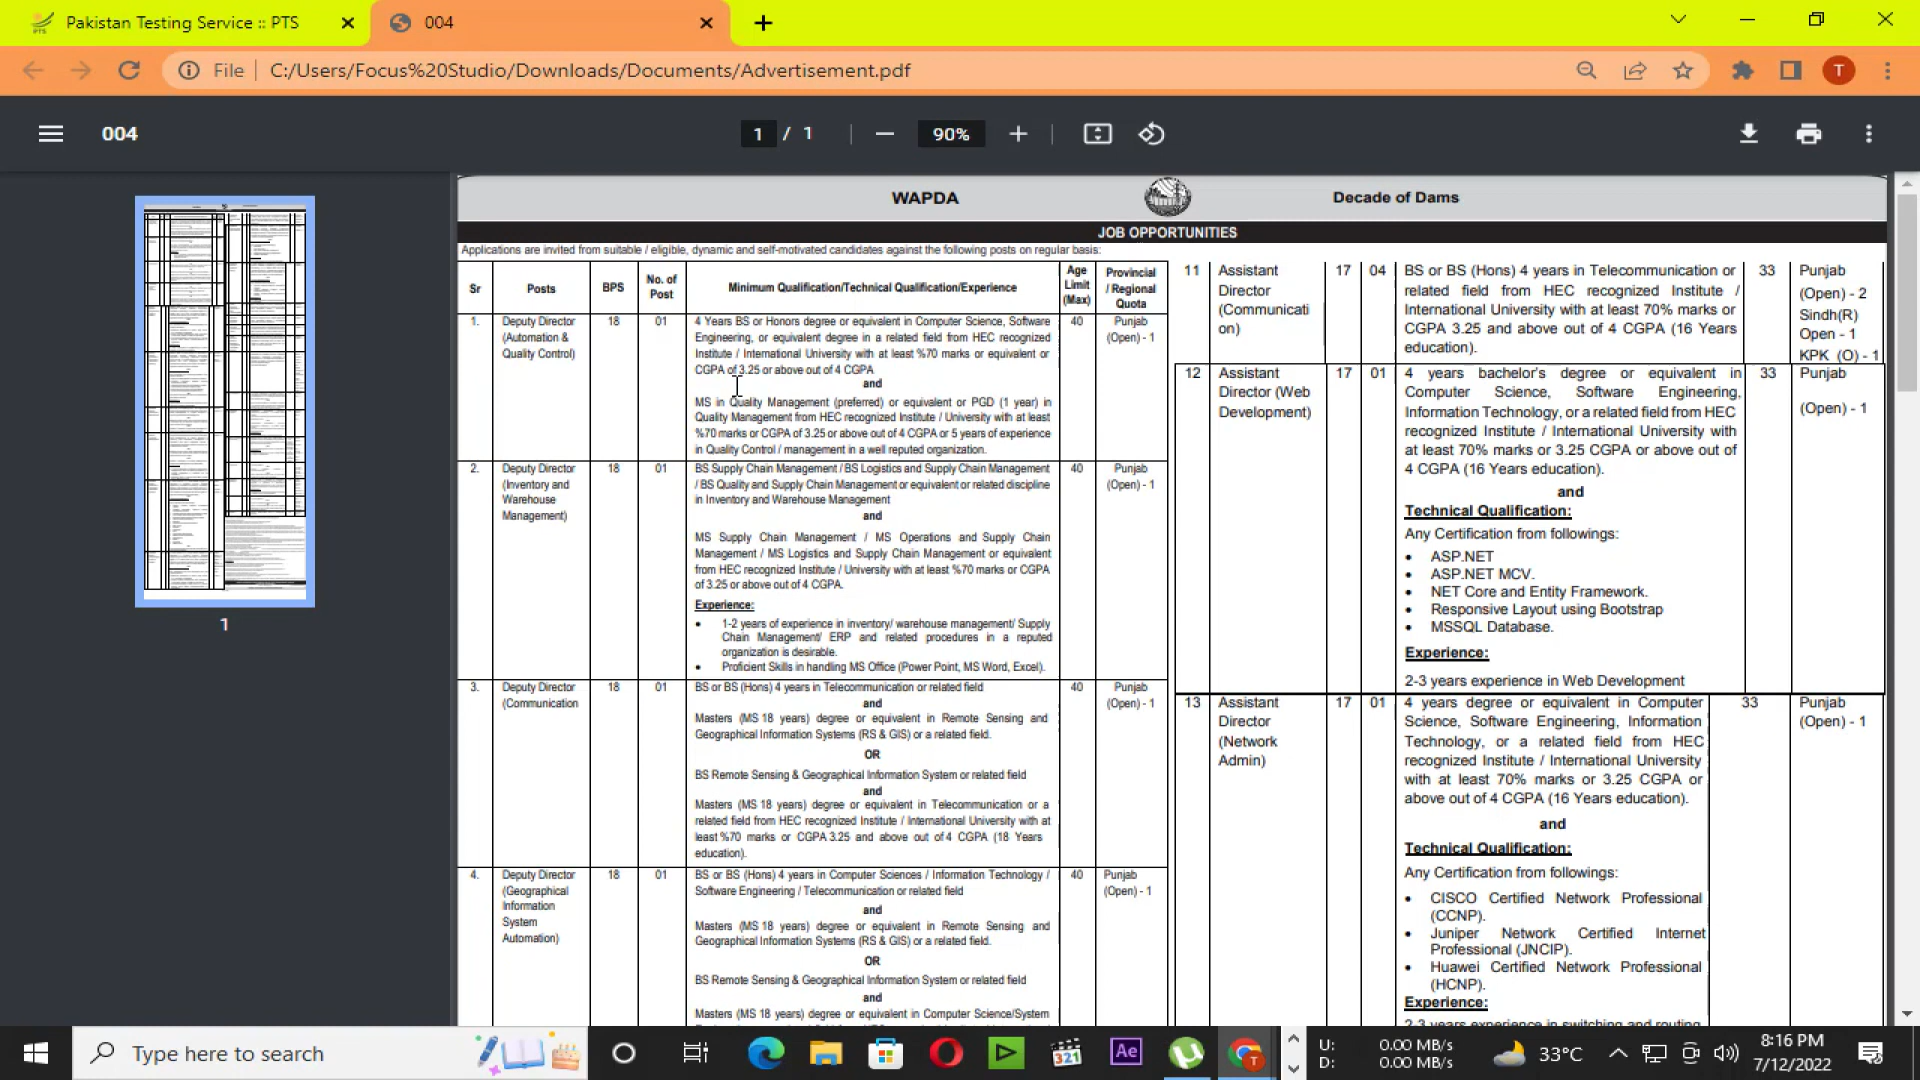 Pakistan Testing Service :: PTS
004
File
C:/Users/Focus%20Studio/Downloads/Documents/Advertisement.pdf
T
004
1 / 1
90%
1
WAPDA
Decade of Dams
JOB OPPORTUNITIES
Applications are invited from suitable / eligible, dynamic and self-motivated candidates against the following posts on regular basis:
Sr
Posts
BPS
No. of
Post
Minimum Qualification/Technical Qualification/Experience
Age
Limit
(Max)
Provincial
/ Regional
Quota
1.
Deputy Director
(Automation &
Quality Control)
18
01
4 Years BS or Honors degree or equivalent in Computer Science, Software
Engineering, or equivalent degree in a related field from HEC recognized
Institute / International University with at least %70 marks or equivalent or
CGPA of 3.25 or above out of 4 CGPA
and
MS in Quality Management (preferred) or equivalent or PGD (1 year) in
Quality Management from HEC recognized Institute / University with at least
%70 marks or CGPA of 3.25 or above out of 4 CGPA or 5 years of experience
in Quality Control / management in a well reputed organization.
40
Punjab
(Open) - 1
2.
Deputy Director
(Inventory and
Warehouse
Management)
18
01
BS Supply Chain Management / BS Logistics and Supply Chain Management
/ BS Quality and Supply Chain Management or equivalent or related discipline
in Inventory and Warehouse Management
and
MS Supply Chain Management / MS Operations and Supply Chain
Management / MS Logistics and Supply Chain Management or equivalent
from HEC recognized Institute / University with at least %70 marks or CGPA
of 3.25 or above out of 4 CGPA.
Experience:
• 1-2 years of experience in inventory/ warehouse management/ Supply
Chain Management/ ERP and related procedures in a reputed
organization is desirable.
• Proficient Skills in handling MS Office (Power Point, MS Word, Excel).
40
Punjab
(Open) - 1
3.
Deputy Director
(Communication
18
01
BS or BS (Hons) 4 years in Telecommunication or related field
and
Masters (MS 18 years) degree or equivalent in Remote Sensing and
Geographical Information Systems (RS & GIS) or a related field.
OR
BS Remote Sensing & Geographical Information System or related field
and
Masters (MS 18 years) degree or equivalent in Telecommunication or a
related field from HEC recognized Institute / International University with at
least %70 marks or CGPA 3.25 and above out of 4 CGPA (18 Years
education).
40
Punjab
(Open) - 1
4.
Deputy Director
(Geographical
Information
System
Automation)
18
01
BS or BS (Hons) 4 years in Computer Sciences / Information Technology /
Software Engineering / Telecommunication or related field
and
Masters (MS 18 years) degree or equivalent in Remote Sensing and
Geographical Information Systems (RS & GIS) or a related field.
OR
BS Remote Sensing & Geographical Information System or related field
and
Masters (MS 18 years) degree or equivalent in Computer Science/System
40
Punjab
(Open) - 1
11
Assistant
Director
(Communicati
on)
17
04
BS or BS (Hons) 4 years in Telecommunication or
related field from HEC recognized Institute /
International University with at least 70% marks or
CGPA 3.25 and above out of 4 CGPA (16 Years
education).
33
Punjab
(Open) - 2
Sindh(R)
Open - 1
KPK (O) - 1
12
Assistant
Director (Web
Development)
17
01
4 years bachelor's degree or equivalent in
Computer Science, Software Engineering,
Information Technology, or a related field from HEC
recognized Institute / International University with
at least 70% marks or 3.25 CGPA or above out of
4 CGPA (16 Years education).
and
Technical Qualification:
Any Certification from followings:
• ASP.NET
• ASP.NET MCV.
• NET Core and Entity Framework.
• Responsive Layout using Bootstrap
• MSSQL Database.
Experience:
2-3 years experience in Web Development
33
Punjab
(Open) - 1
13
Assistant
Director
(Network
Admin)
17
01
4 years degree or equivalent in Computer
Science, Software Engineering, Information
Technology, or a related field from HEC
recognized Institute / International University
with at least 70% marks or 3.25 CGPA or
above out of 4 CGPA (16 Years education).
and
Technical Qualification:
Any Certification from followings:
• CISCO Certified Network Professional
(CCNP).
• Juniper Network Certified Internet
Professional (JNCIP).
• Huawei Certified Network Professional
(HCNP).
Experience:
2-3 years experience in switching and routing
33
Punjab
(Open) - 1
Type here to search
321
Ae
T
U: 0.00 MB/s
D: 0.00 MB/s
33°C
8:16 PM
7/12/2022